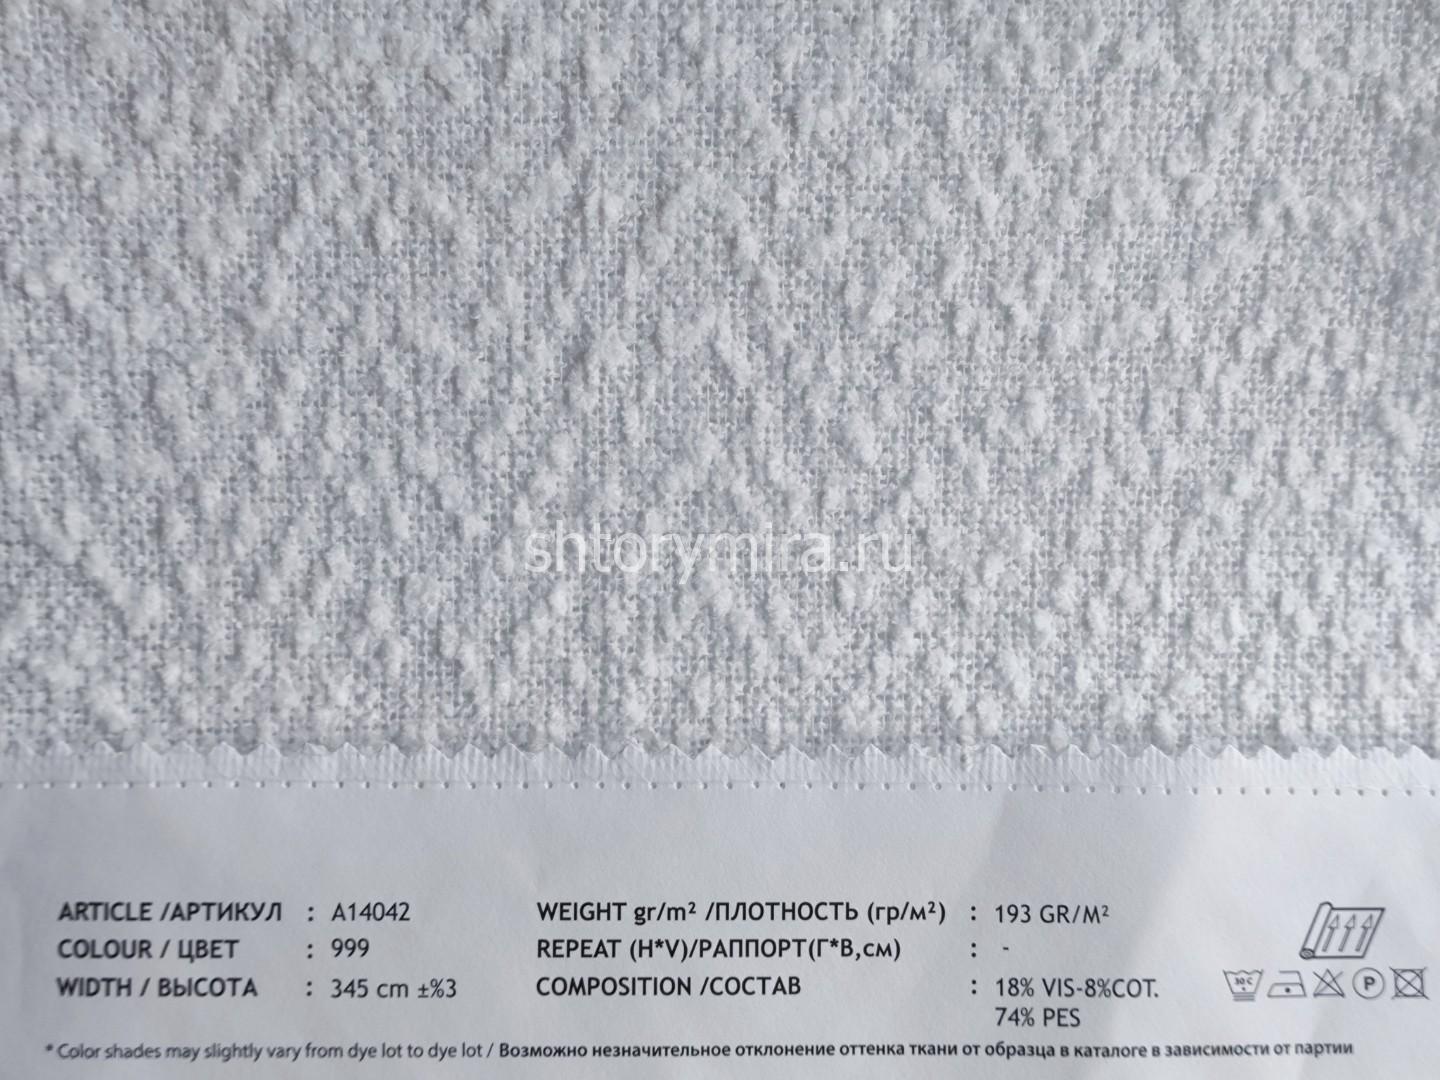 shtorymira.ru
ARTICLE /АРТИКУЛ : A14042
COLOUR / ЦВЕТ : 999
WIDTH / ВЫСОТА : 345 cm ±%3
WEIGHT gr/m² /ПЛОТНОСТЬ (гр/м²) : 193 GR/M²
REPEAT (H*V)/РАППОРТ(Г*В,см) : -
COMPOSITION /СОСТАВ : 18% VIS-8%COT.
74% PES
30 C
P
* Color shades may slightly vary from dye lot to dye lot / Возможно незначительное отклонение оттенка ткани от образца в каталоге в зависимости от партии